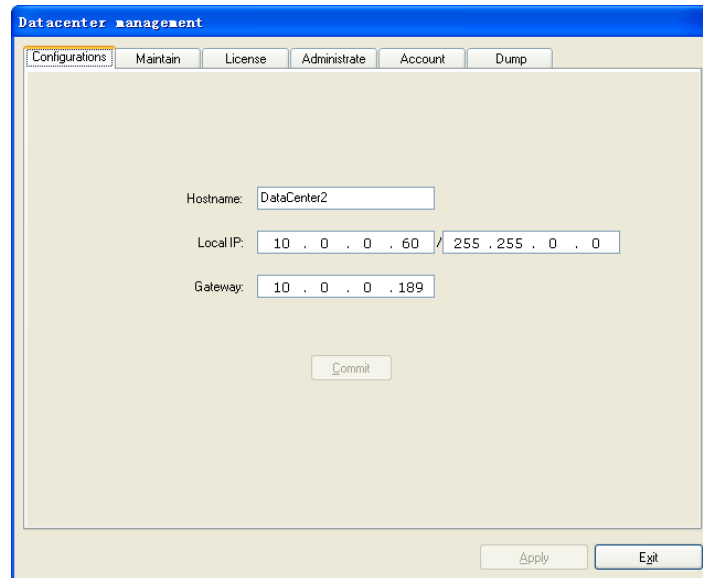 Datacenter management
Configurations Maintain License Administrate Account Dump
Hostname: DataCenter2
Local IP: 10 . 0 . 0 . 60 / 255 . 255 . 0 . 0
Gateway: 10 . 0 . 0 . 189
Commit
Apply Exit